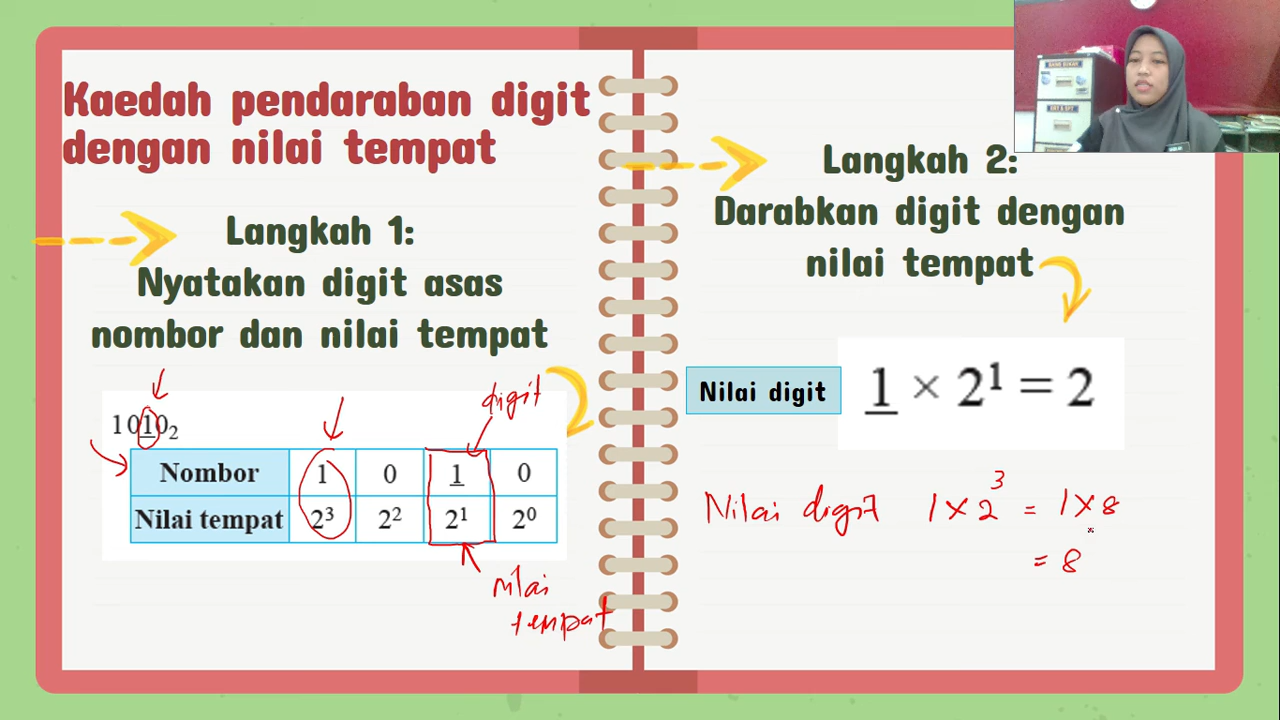 Kaedah pendaraban digit
dengan nilai tempat
Langkah 1:
Nyatakan digit asas
nombor dan nilai tempat
1010₂
digit
Nombor 1 0 1 0
Nilai tempat 2³ 2² 2¹ 2⁰
nilai
tempat
Langkah 2:
Darabkan digit dengan
nilai tempat
Nilai digit 1 × 2¹ = 2
Nilai digit 1 × 2³ = 1 × 8
= 8